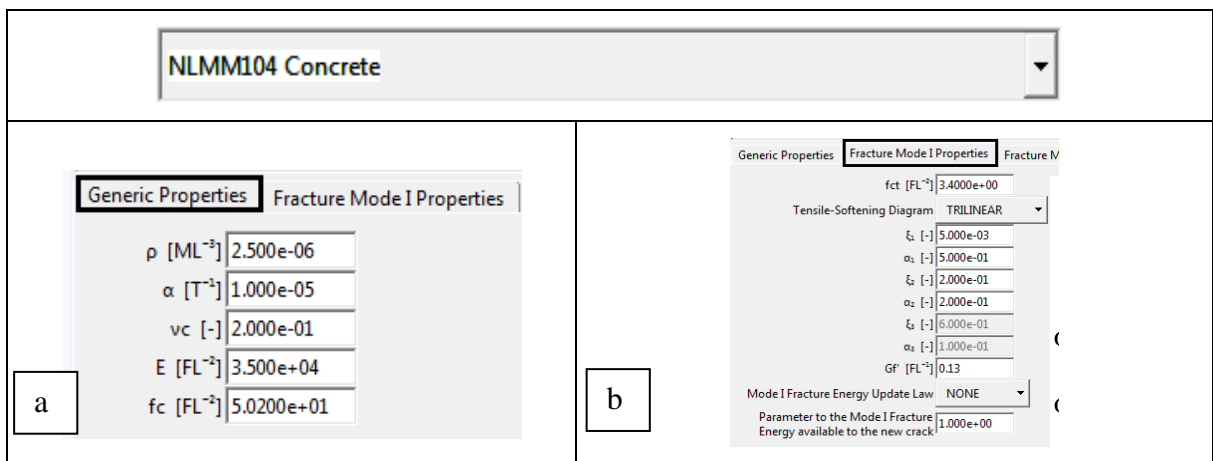 NLMM104 Concrete
Generic Properties Fracture Mode I Properties
ρ [ML⁻³] 2.500e-06
α [T⁻¹] 1.000e-05
νc [-] 2.000e-01
E [FL⁻²] 3.500e+04
fc [FL⁻²] 5.0200e+01
a
Generic Properties Fracture Mode I Properties Fracture M
fct [FL⁻²] 3.4000e+00
Tensile-Softening Diagram TRILINEAR
ξ₁ [-] 5.000e-03
α₁ [-] 5.000e-01
ξ₂ [-] 2.000e-01
α₂ [-] 2.000e-01
ξ₃ [-] 6.000e-01
α₃ [-] 1.000e-01
Gf' [FL⁻¹] 0.13
Mode I Fracture Energy Update Law NONE
Parameter to the Mode I Fracture
Energy available to the new crack 1.000e+00
b